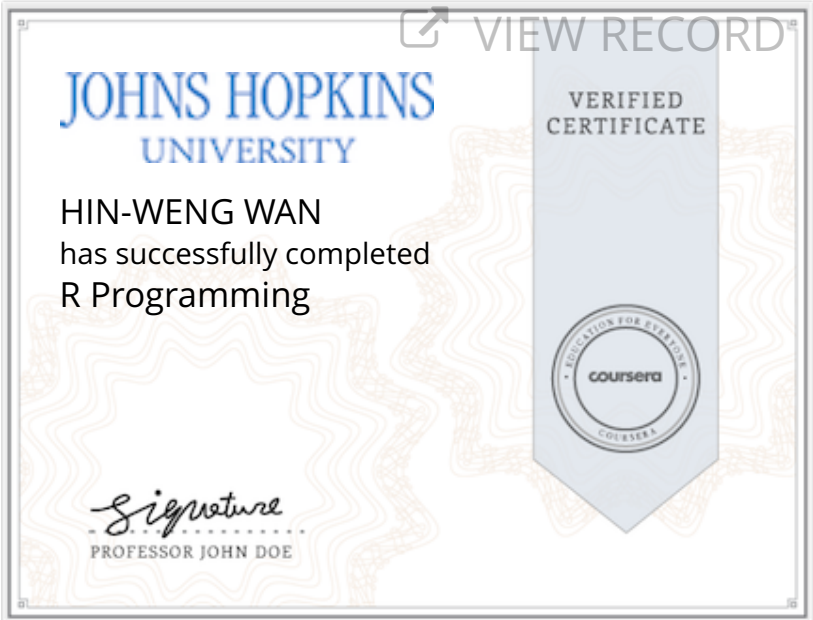 VIEW RECORD
JOHNS HOPKINS
UNIVERSITY
VERIFIED
CERTIFICATE
HIN-WENG WAN
has successfully completed
R Programming
EDUCATION FOR EVERYONE
coursera
COURSERA
Signature
PROFESSOR JOHN DOE